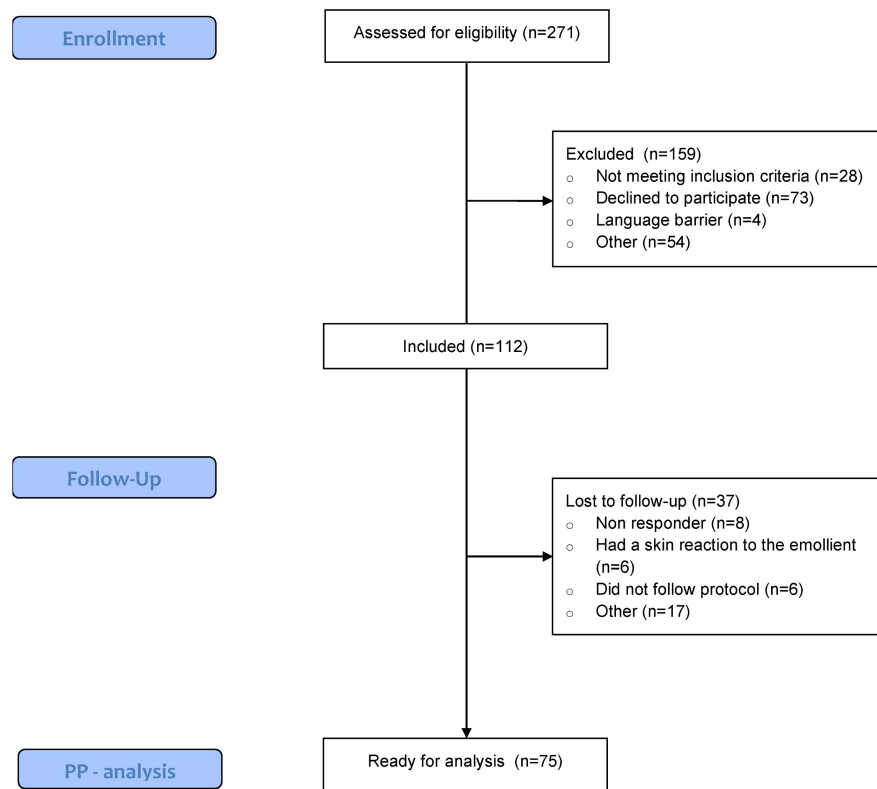 Enrollment
Assessed for eligibility (n=271)
Excluded (n=159)
○ Not meeting inclusion criteria (n=28)
○ Declined to participate (n=73)
○ Language barrier (n=4)
○ Other (n=54)
Included (n=112)
Follow-Up
Lost to follow-up (n=37)
○ Non responder (n=8)
○ Had a skin reaction to the emollient
(n=6)
○ Did not follow protocol (n=6)
○ Other (n=17)
PP - analysis
Ready for analysis (n=75)